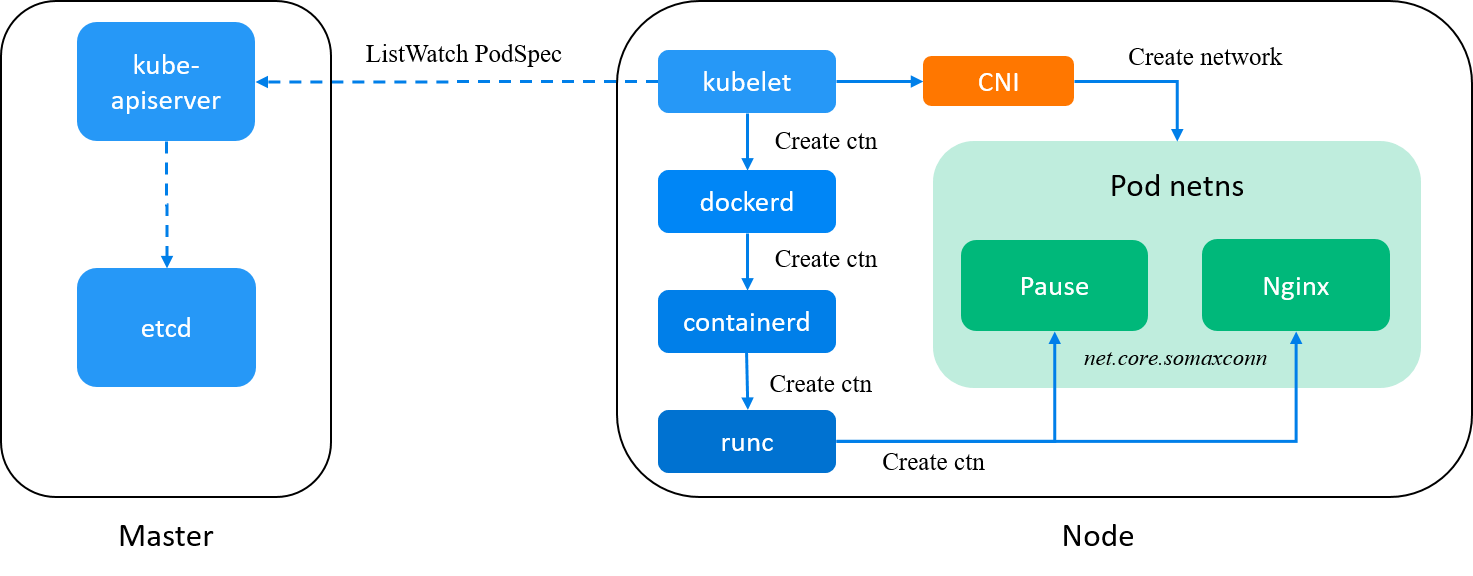 kube-
apiserver
etcd
Master
ListWatch PodSpec
kubelet
CNI
Create network
Create ctn
dockerd
Create ctn
containerd
Create ctn
runc
Create ctn
Pod netns
Pause
Nginx
net.core.somaxconn
Node